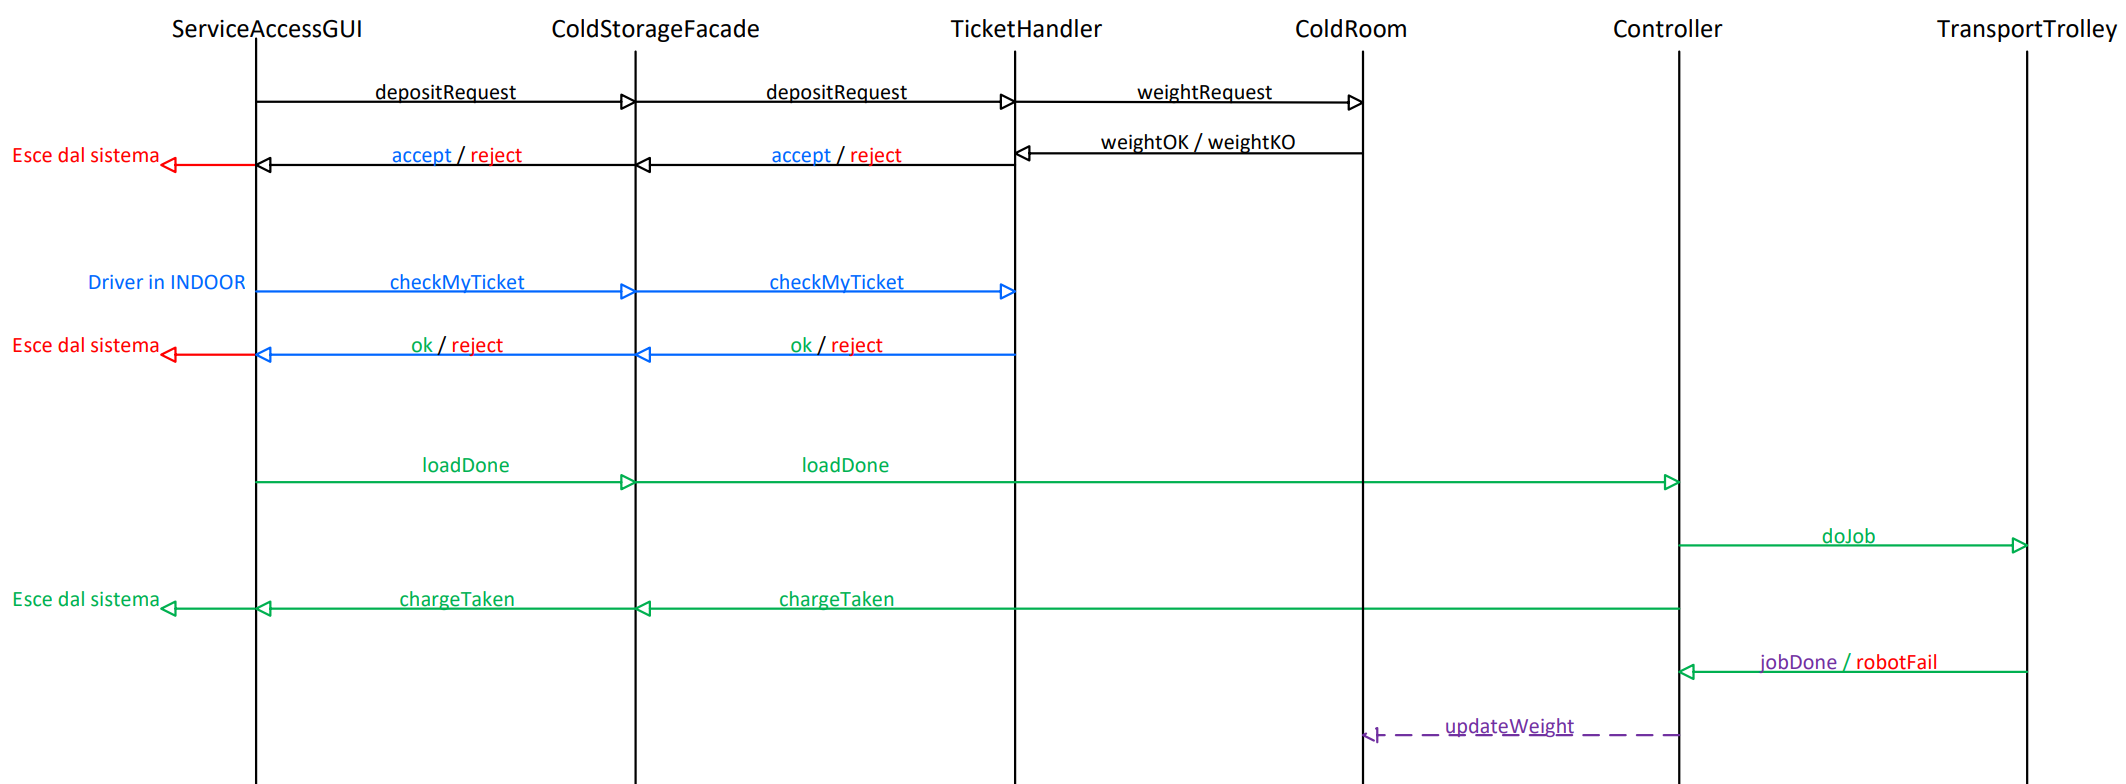 ServiceAccessGUI ColdStorageFacade TicketHandler ColdRoom Controller TransportTrolley
depositRequest depositRequest weightRequest
weightOK / weightKO
Esce dal sistema accept / reject accept / reject
Driver in INDOOR checkMyTicket checkMyTicket
Esce dal sistema ok / reject ok / reject
loadDone loadDone
doJob
Esce dal sistema chargeTaken chargeTaken
jobDone / robotFail
updateWeight